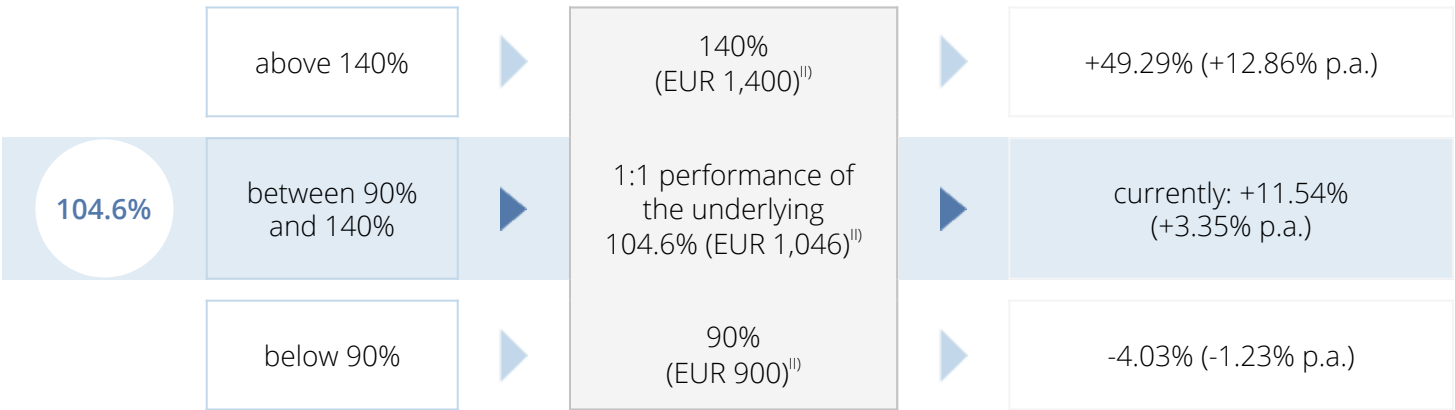 above 140%
140%
(EUR 1,400)II)
+49.29% (+12.86% p.a.)
104.6%
between 90%
and 140%
1:1 performance of
the underlying
104.6% (EUR 1,046)II)
currently: +11.54%
(+3.35% p.a.)
below 90%
90%
(EUR 900)II)
-4.03% (-1.23% p.a.)